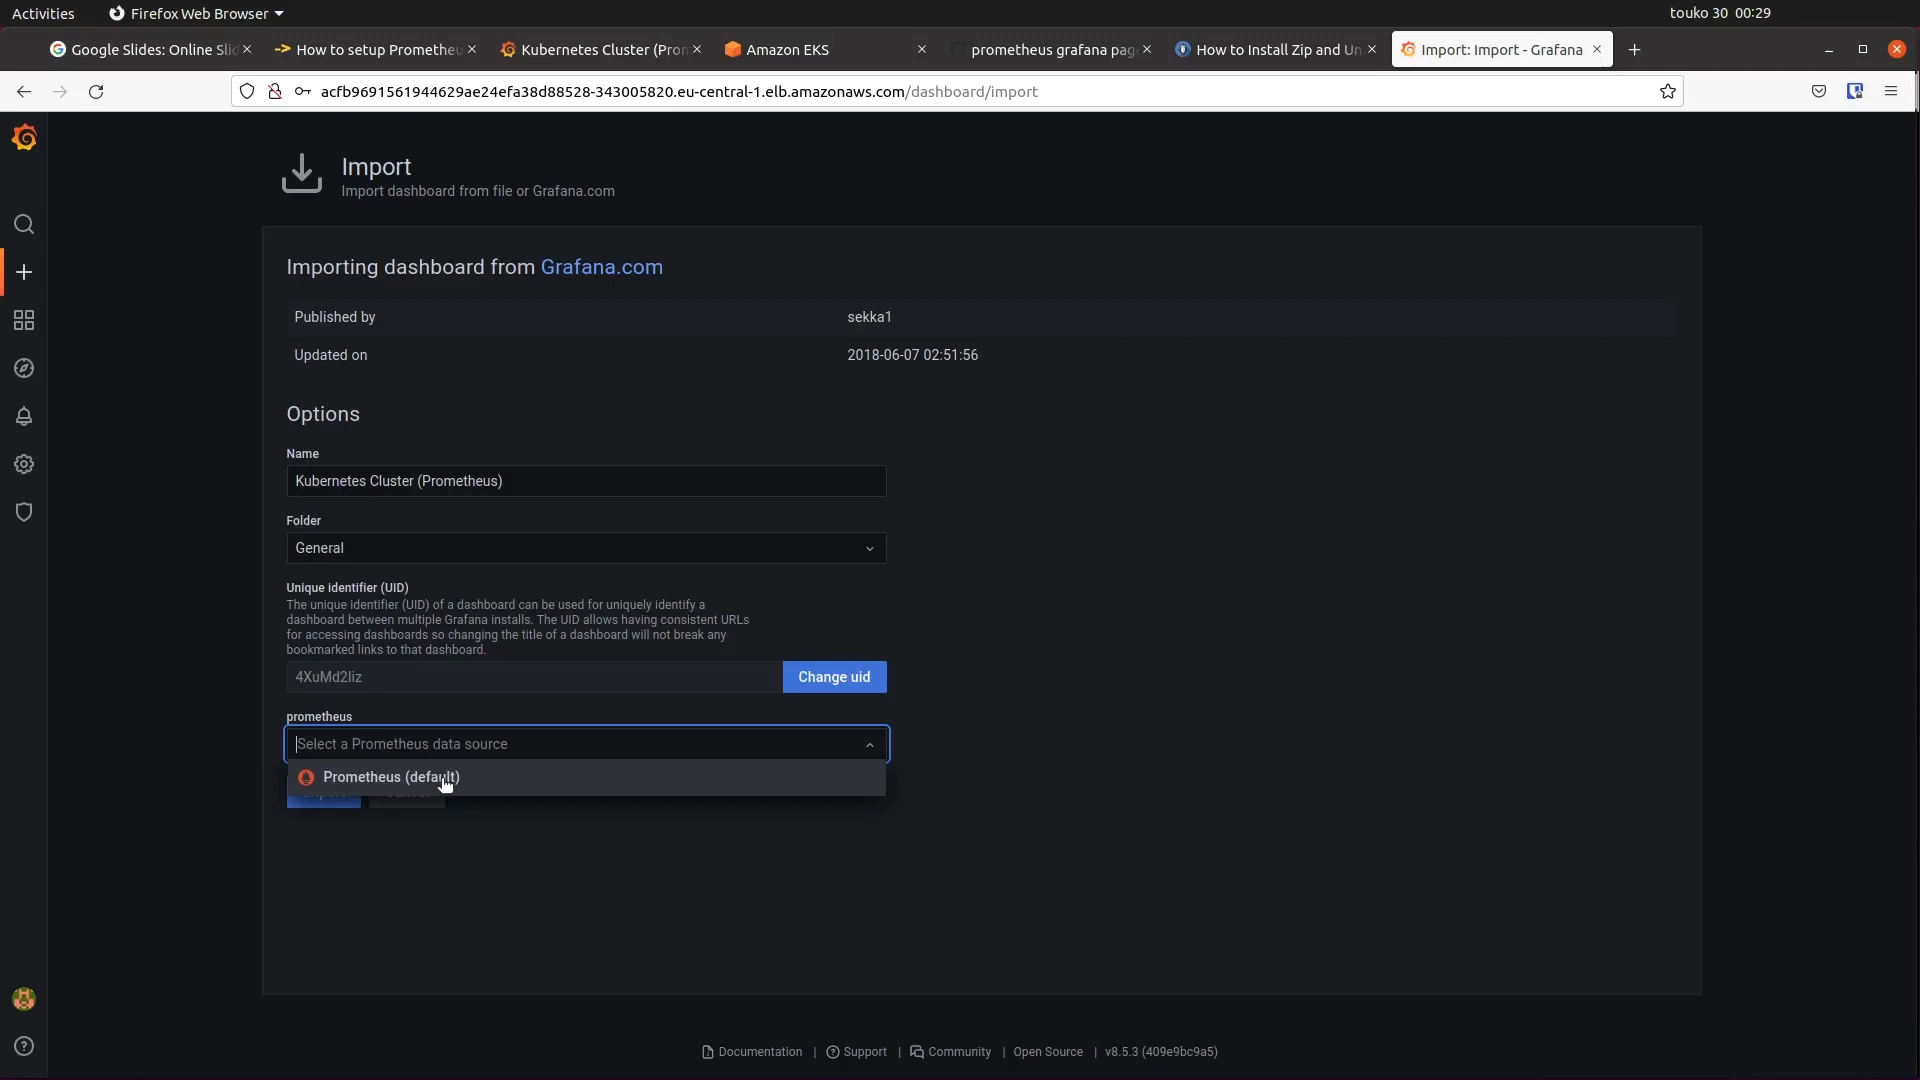 Activities
Firefox Web Browser
touko 30 00:29
Google Slides: Online Slid
How to setup Prometheu
Kubernetes Cluster (Prom
Amazon EKS
prometheus grafana pag
How to Install Zip and Un
Import: Import - Grafana
acfb9691561944629ae24efa38d88528-343005820.eu-central-1.elb.amazonaws.com/dashboard/import
Import
Import dashboard from file or Grafana.com
Importing dashboard from Grafana.com
Published by
sekka1
Updated on
2018-06-07 02:51:56
Options
Name
Kubernetes Cluster (Prometheus)
Folder
General
Unique identifier (UID)
The unique identifier (UID) of a dashboard can be used for uniquely identify a
dashboard between multiple Grafana installs. The UID allows having consistent URLs
for accessing dashboards so changing the title of a dashboard will not break any
bookmarked links to that dashboard.
4XuMd2liz
Change uid
prometheus
Select a Prometheus data source
Prometheus (default)
Documentation | Support | Community | Open Source | v8.5.3 (409e9bc9a5)